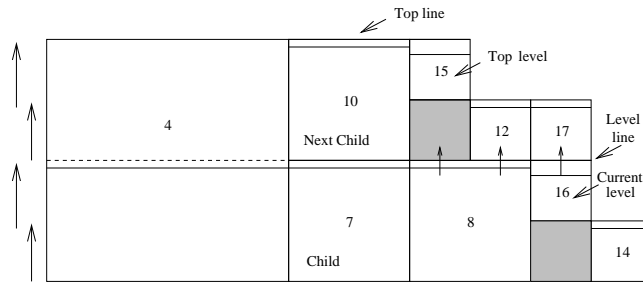 Top line
15
Top level
10
4
12
17
Level
line
Next Child
Current
level
16
7
8
14
Child